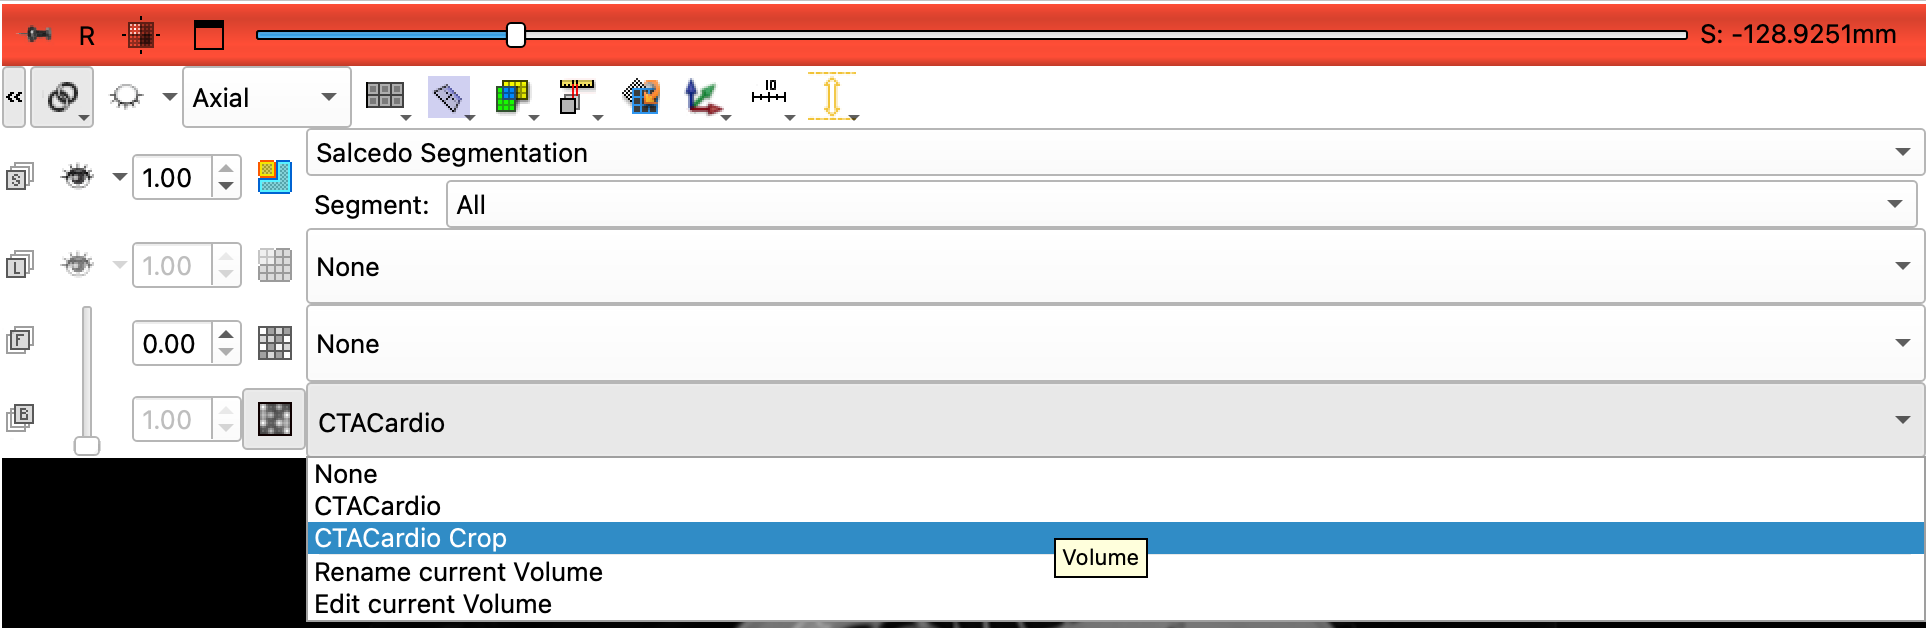 R S: -128.9251mm
« Axial 10
S 1.00 Salcedo Segmentation
Segment: All
L 1.00 None
F 0.00 None
B 1.00 CTACardio
None
CTACardio
CTACardio Crop
Volume
Rename current Volume
Edit current Volume